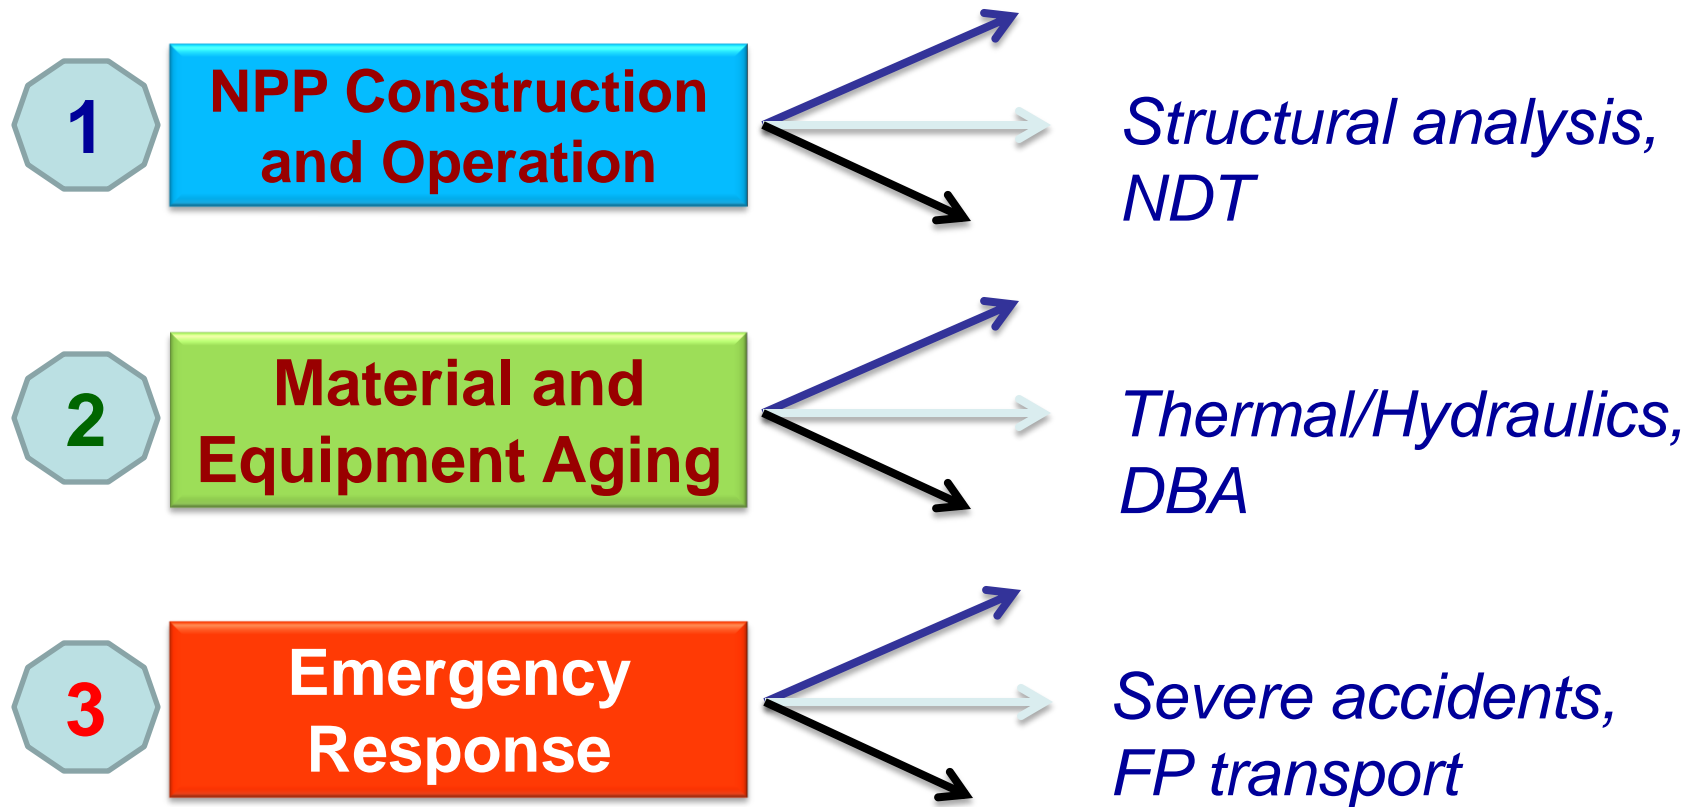 1
NPP Construction
and Operation
Structural analysis,
NDT
2
Material and
Equipment Aging
Thermal/Hydraulics,
DBA
3
Emergency
Response
Severe accidents,
FP transport